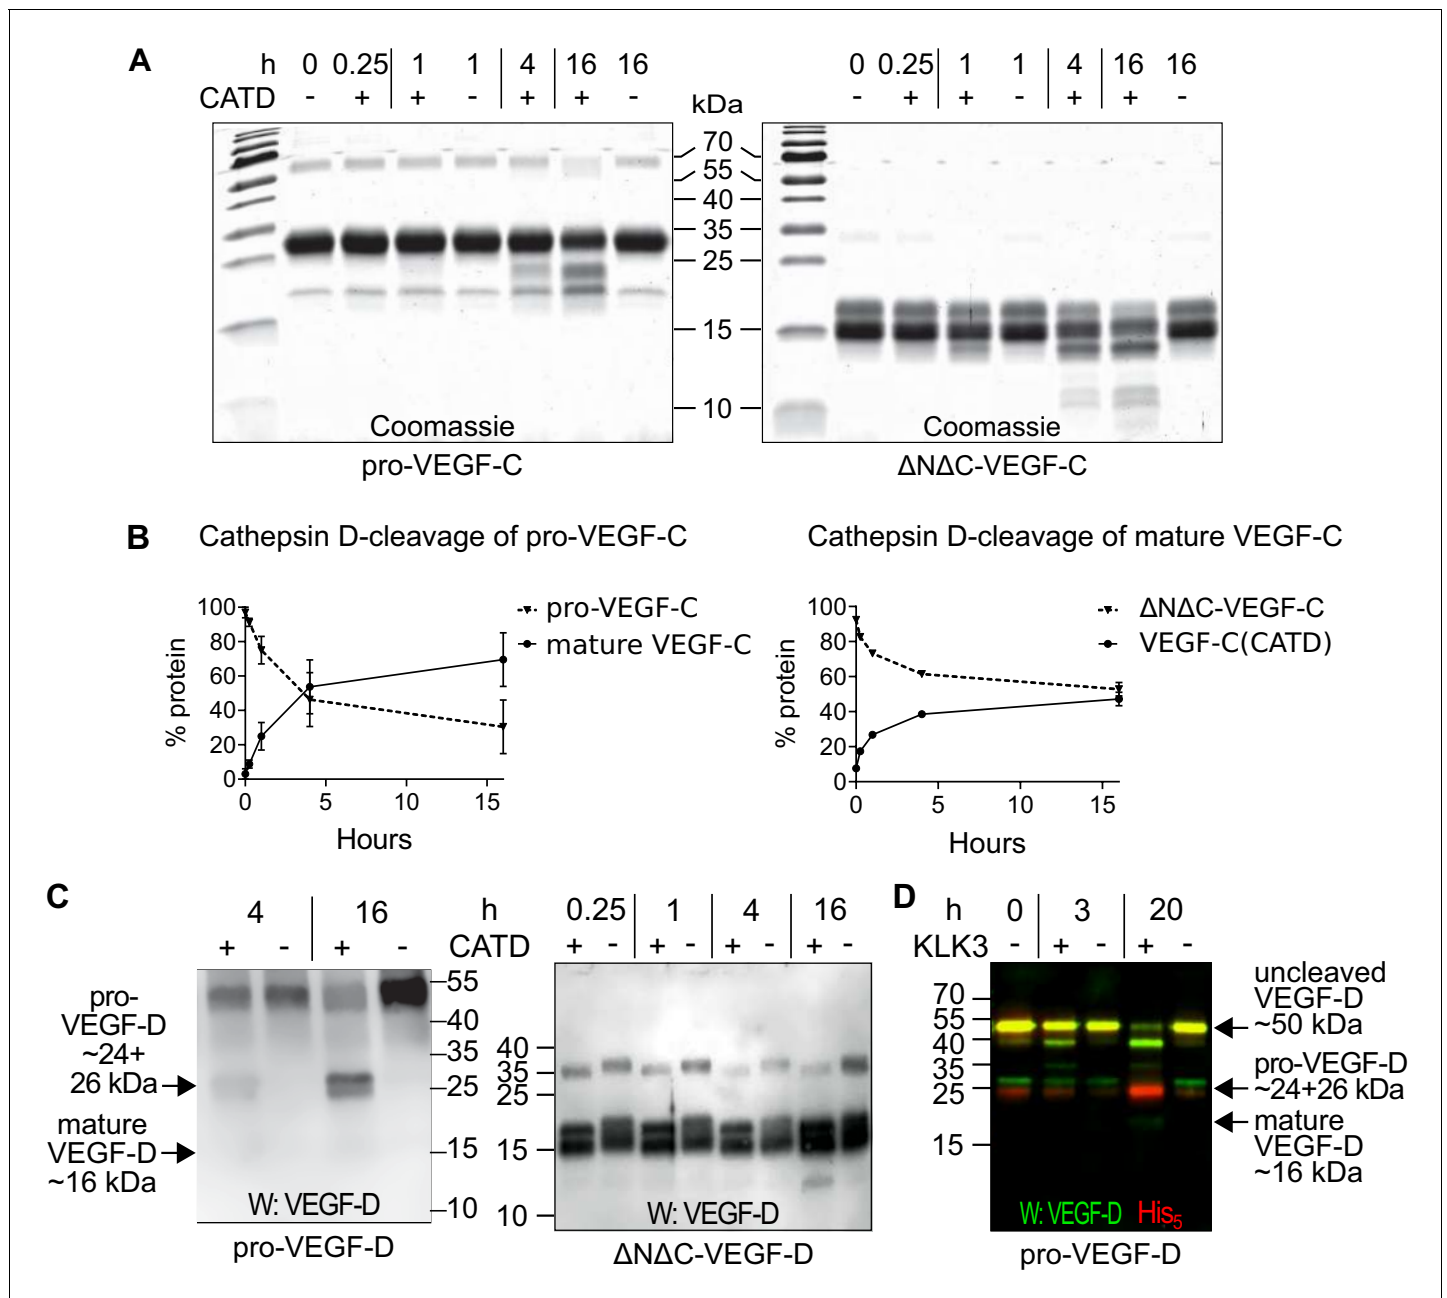 A
h 0 0.25 1 1 4 16 16
CATD - + + - + + -
0 0.25 1 1 4 16 16
- + + - + + -
kDa
70
55
40
35
25
15
10
Coomassie
pro-VEGF-C
Coomassie
ΔNΔC-VEGF-C
B
Cathepsin D-cleavage of pro-VEGF-C
% protein
100
80
60
40
20
0
0 5 10 15
Hours
pro-VEGF-C
mature VEGF-C
Cathepsin D-cleavage of mature VEGF-C
% protein
100
80
60
40
20
0
0 5 10 15
Hours
ΔNΔC-VEGF-C
VEGF-C(CATD)
C
4 16 h
+ - + - CATD
pro-
VEGF-D
~24+
26 kDa
mature
VEGF-D
~16 kDa
55
40
35
25
15
10
W: VEGF-D
pro-VEGF-D
0.25 1 4 16
+ - + - + - + -
40
35
25
15
10
W: VEGF-D
ΔNΔC-VEGF-D
D
h 0 3 20
KLK3 - + - + -
70
55
40
35
25
15
W: VEGF-D His5
pro-VEGF-D
uncleaved
VEGF-D
~50 kDa
pro-VEGF-D
~24+26 kDa
mature
VEGF-D
~16 kDa